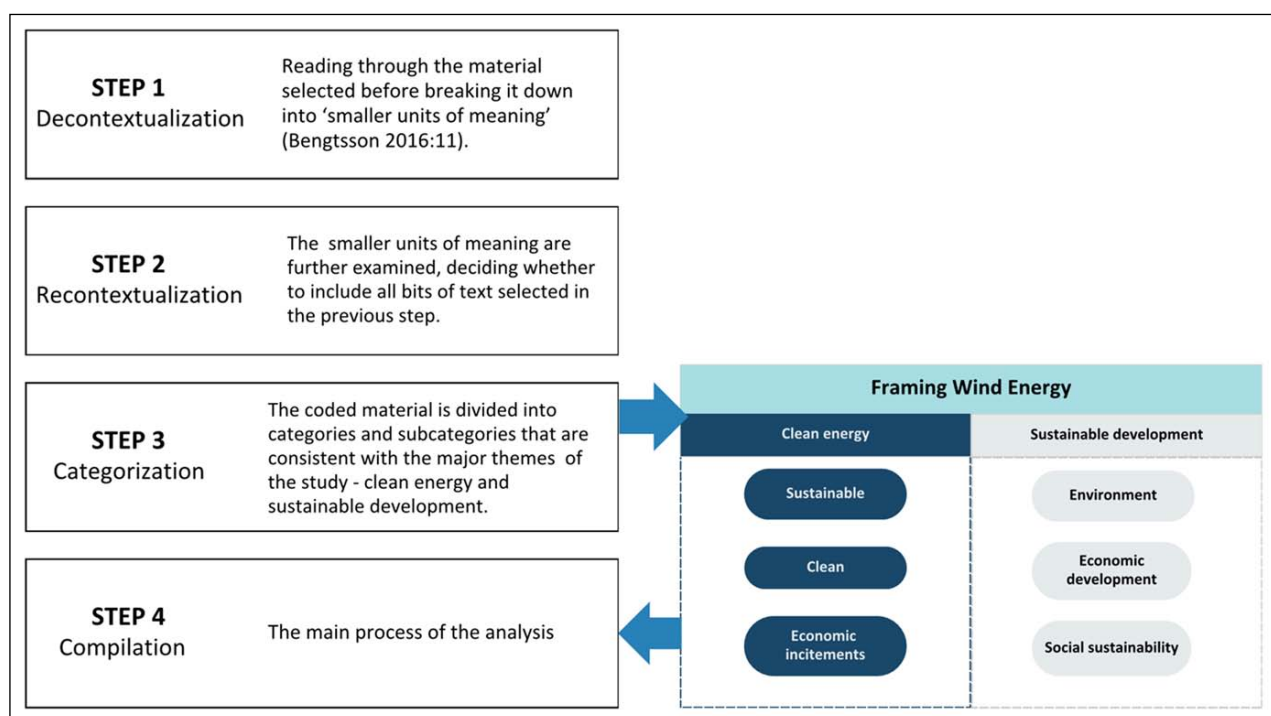 STEP 1
Decontextualization
Reading through the material
selected before breaking it down
into ‘smaller units of meaning’
(Bengtsson 2016:11).
STEP 2
Recontextualization
The smaller units of meaning are
further examined, deciding whether
to include all bits of text selected in
the previous step.
STEP 3
Categorization
The coded material is divided into
categories and subcategories that are
consistent with the major themes of
the study - clean energy and
sustainable development.
STEP 4
Compilation
The main process of the analysis
Framing Wind Energy
Clean energy
Sustainable
Clean
Economic
incitements
Sustainable development
Environment
Economic
development
Social sustainability